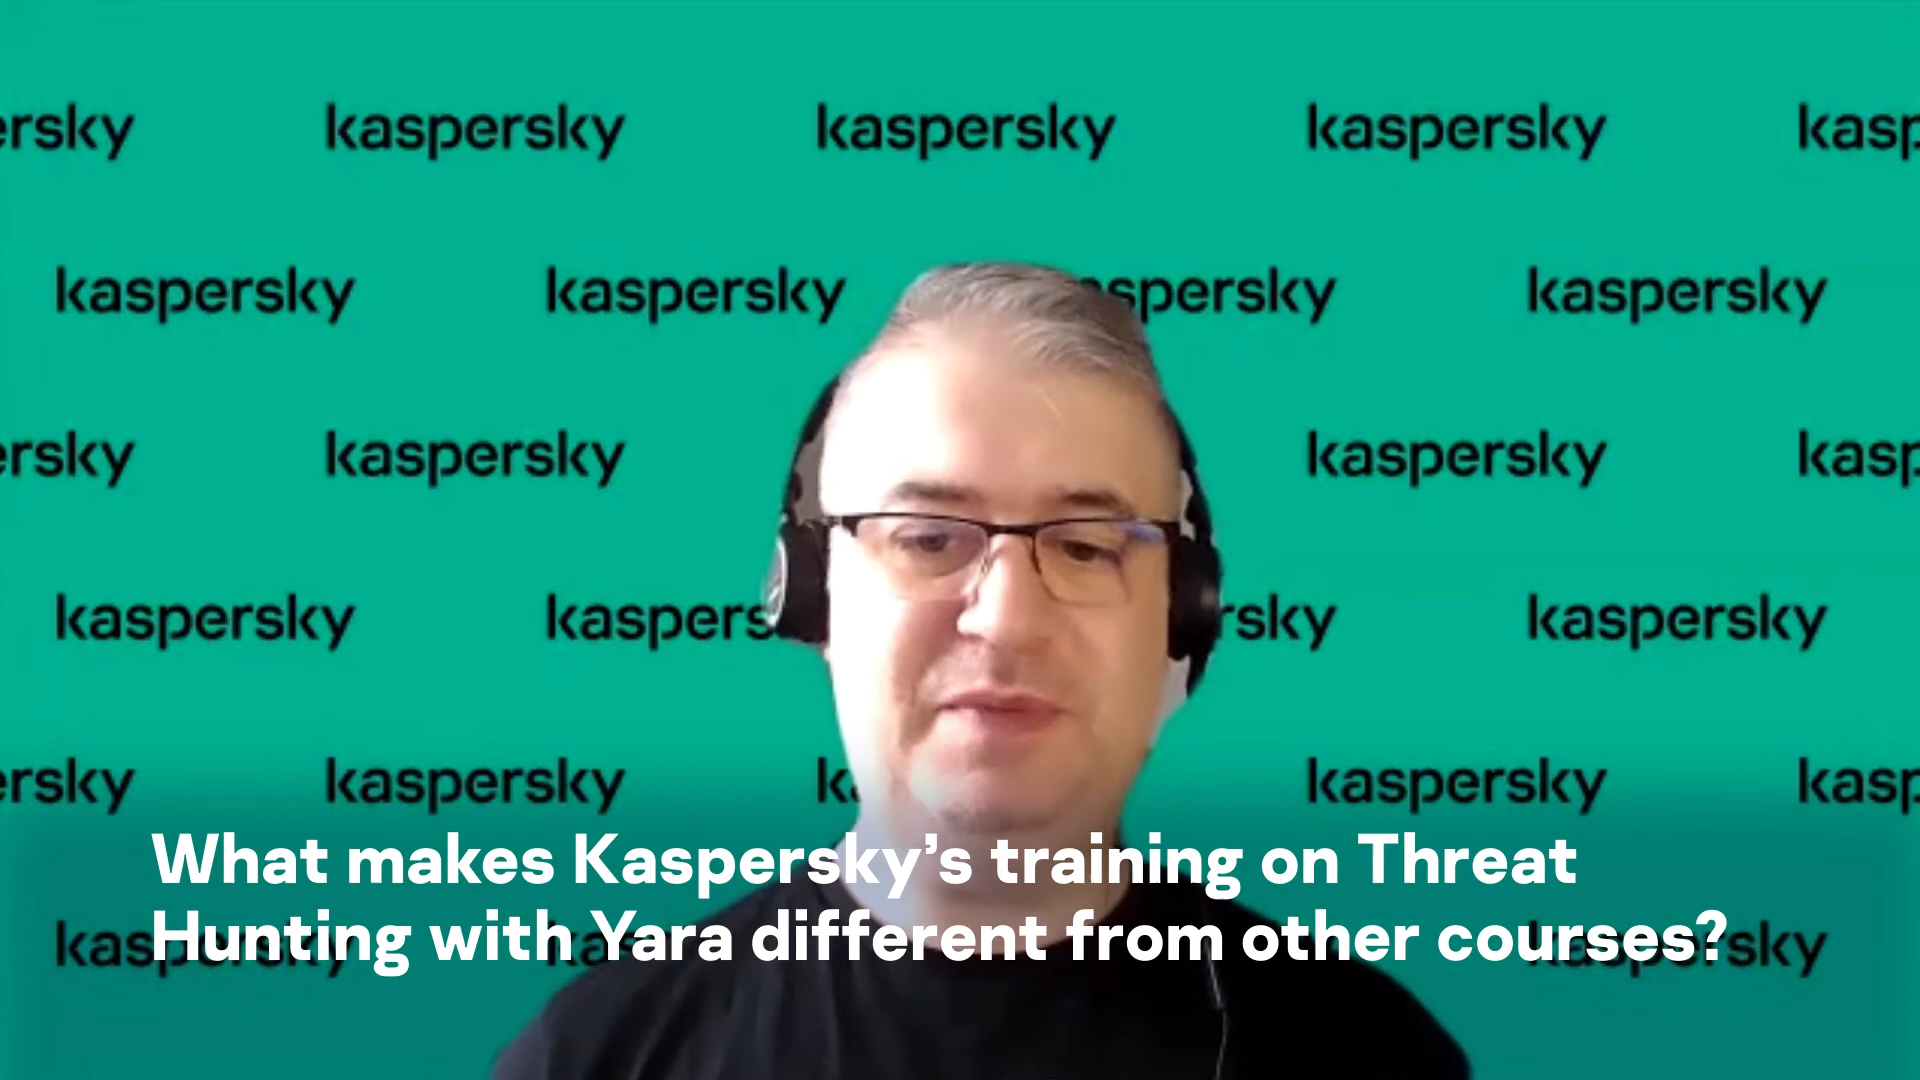 ersky kaspersky kaspersky kaspersky kasp
kaspersky kaspersky spersky kaspersky
ersky kaspersky kaspersky kasp
kaspersky kaspers rsky kaspersky
ersky kaspersky k kaspersky kasp
What makes Kaspersky’s training on Threat
Hunting with Yara different from other courses?